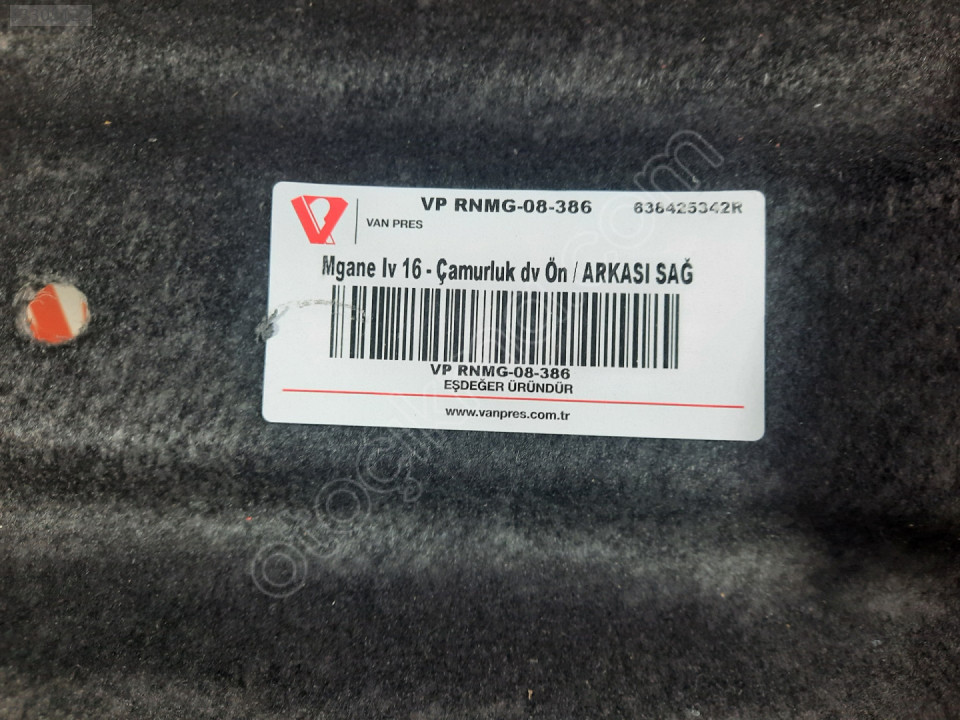 VP RNMG-08-386 638425342R
VAN PRES
Mgane Iv 16 - Çamurluk dv Ön / ARKASI SAĞ
VP RNMG-08-386
EŞDEĞER ÜRÜNDÜR
www.vanpres.com.tr